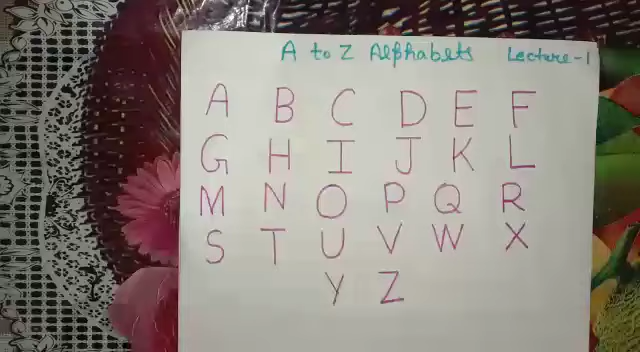 A to Z Alphabets Lecture-1
A B C D E F
G H I J K L
M N O P Q R
S T U V W X
Y Z